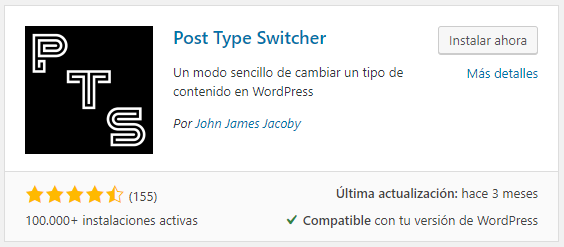 PTS
Post Type Switcher
Instalar ahora
Un modo sencillo de cambiar un tipo de
contenido en WordPress
Más detalles
Por John James Jacoby
(155)
Última actualización: hace 3 meses
100.000+ instalaciones activas
Compatible con tu versión de WordPress